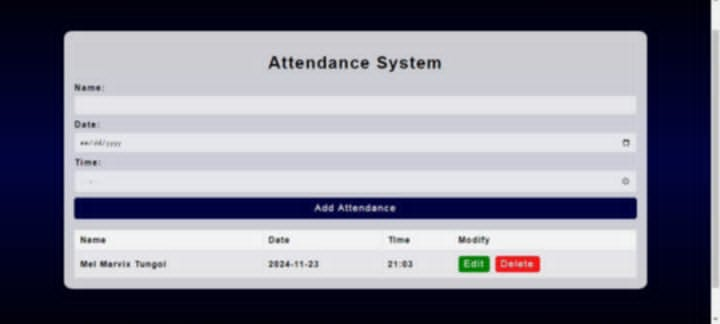 Attendance System
Name:
Date:
mm/dd/yyyy
Time:
Add Attendance
Name Date Time Modify
Mel Marvix Tungol 2024-11-23 21:03 Edit Delete